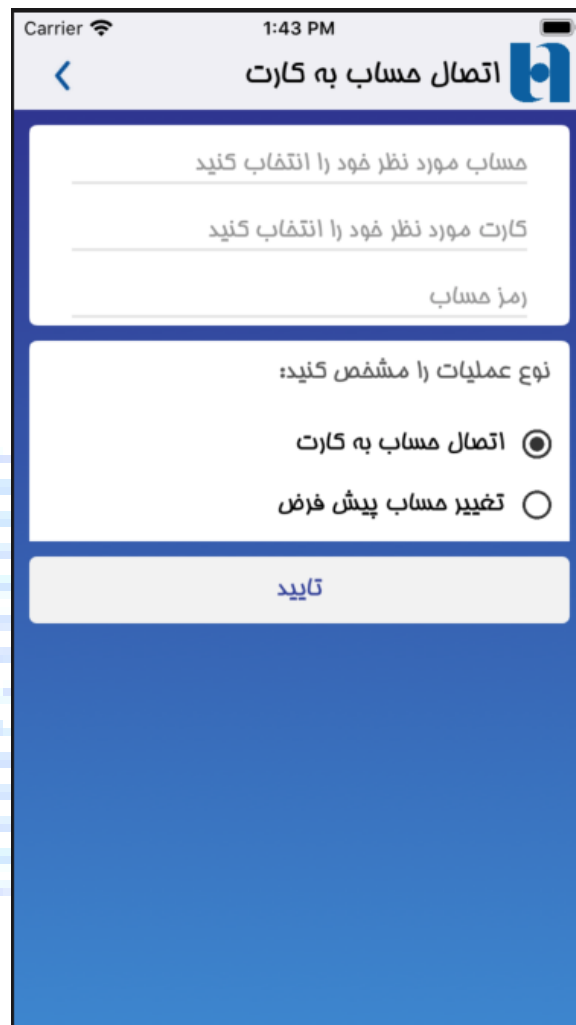 Carrier 1:43 PM
اتصال حساب به کارت
حساب مورد نظر خود را انتخاب کنید
کارت مورد نظر خود را انتخاب کنید
رمز حساب
نوع عملیات را مشخص کنید:
اتصال حساب به کارت
تغییر حساب پیش فرض
تایید